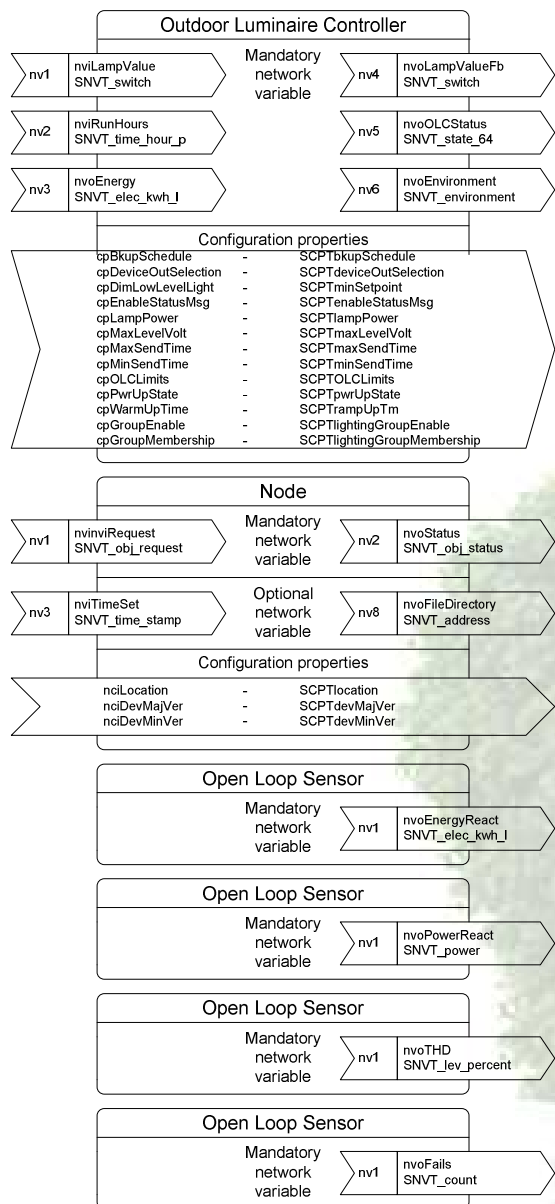 Outdoor Luminaire Controller
nv1
nviLampValue
SNVT_switch
Mandatory
network
variable
nv4
nvoLampValueFb
SNVT_switch
nv2
nviRunHours
SNVT_time_hour_p
nv5
nvoOLCStatus
SNVT_state_64
nv3
nvoEnergy
SNVT_elec_kwh_l
nv6
nvoEnvironment
SNVT_environment
Configuration properties
cpBkupSchedule - SCPTbkupSchedule
cpDeviceOutSelection - SCPTdeviceOutSelection
cpDimLowLevelLight - SCPTminSetpoint
cpEnableStatusMsg - SCPTenableStatusMsg
cpLampPower - SCPTlampPower
cpMaxLevelVolt - SCPTmaxLevelVolt
cpMaxSendTime - SCPTmaxSendTime
cpMinSendTime - SCPTminSendTime
cpOLCLimits - SCPTOLCLimits
cpPwrUpState - SCPTpwrUpState
cpWarmUpTime - SCPTrampUpTm
cpGroupEnable - SCPTlightingGroupEnable
cpGroupMembership - SCPTlightingGroupMembership
Node
nv1
nvinviRequest
SNVT_obj_request
Mandatory
network
variable
nv2
nvoStatus
SNVT_obj_status
nv3
nviTimeSet
SNVT_time_stamp
Optional
network
variable
nv8
nvoFileDirectory
SNVT_address
Configuration properties
nciLocation - SCPTlocation
nciDevMajVer - SCPTdevMajVer
nciDevMinVer - SCPTdevMinVer
Open Loop Sensor
Mandatory
network
variable
nv1
nvoEnergyReact
SNVT_elec_kwh_l
Open Loop Sensor
Mandatory
network
variable
nv1
nvoPowerReact
SNVT_power
Open Loop Sensor
Mandatory
network
variable
nv1
nvoTHD
SNVT_lev_percent
Open Loop Sensor
Mandatory
network
variable
nv1
nvoFails
SNVT_count